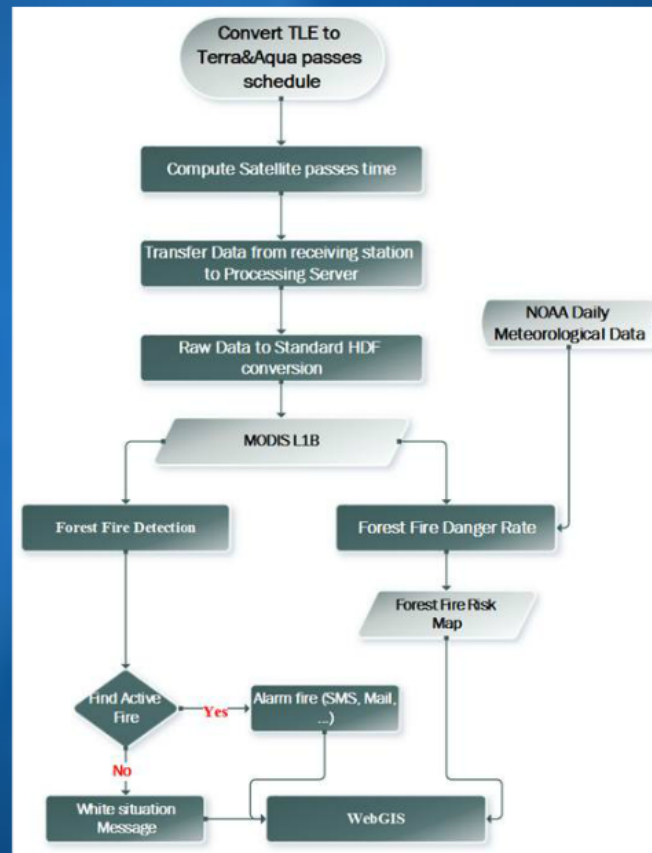 Convert TLE to
Terra&Aqua passes
schedule
Compute Satellite passes time
Transfer Data from receiving station
to Processing Server
NOAA Daily
Meteorological Data
Raw Data to Standard HDF
conversion
MODIS L1B
Forest Fire Detection
Forest Fire Danger Rate
Forest Fire Risk
Map
Find Active
Fire
Yes
Alarm fire (SMS, Mail,
...)
No
White situation
Message
WebGIS